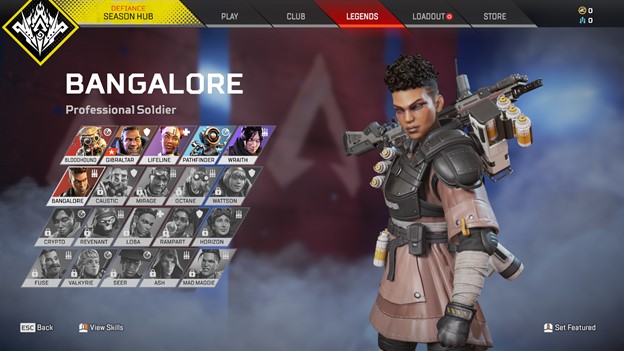 DEFIANCE
SEASON HUB
PLAY
CLUB
LEGENDS
LOADOUT
STORE
0
0
BANGALORE
Professional Soldier
BLOODHOUND
GIBRALTAR
LIFELINE
PATHFINDER
WRAITH
BANGALORE
CAUSTIC
MIRAGE
OCTANE
WATTSON
CRYPTO
REVENANT
LOBA
RAMPART
HORIZON
FUSE
VALKYRIE
SEER
ASH
MAD MAGGIE
ESC Back
View Skills
Set Featured